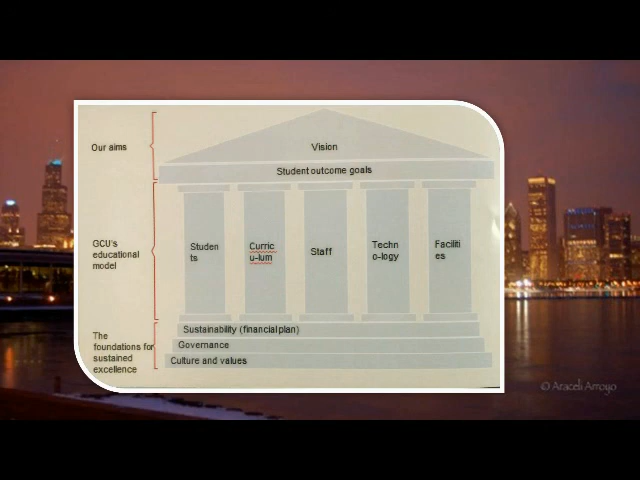 Our aims
Vision
Student outcome goals
GCU's
educational
model
Studen
ts
Curric
u-lum
Staff
Techn
o-logy
Faciliti
es
The
foundations for
sustained
excellence
Sustainability (financial plan)
Governance
Culture and values
© Araceli Arroyo